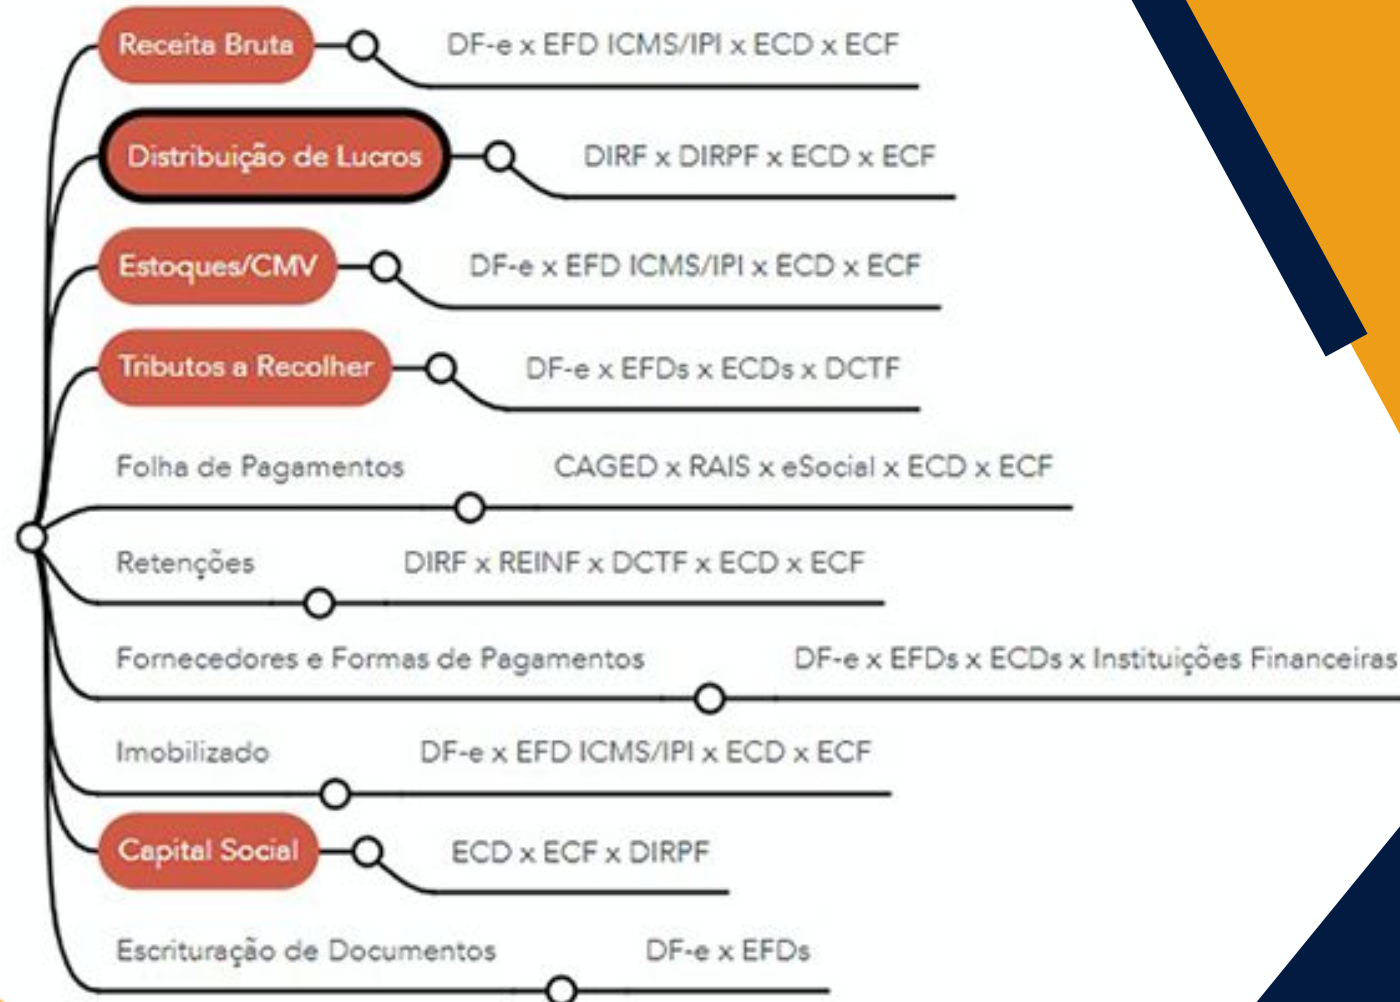 Receita Bruta DF-e x EFD ICMS/IPI x ECD x ECF
Distribuição de Lucros DIRF x DIRPF x ECD x ECF
Estoques/CMV DF-e x EFD ICMS/IPI x ECD x ECF
Tributos a Recolher DF-e x EFDs x ECDs x DCTF
Folha de Pagamentos CAGED x RAIS x eSocial x ECD x ECF
Retenções DIRF x REINF x DCTF x ECD x ECF
Fornecedores e Formas de Pagamentos DF-e x EFDs x ECDs x Instituições Financeiras
Imobilizado DF-e x EFD ICMS/IPI x ECD x ECF
Capital Social ECD x ECF x DIRPF
Escrituração de Documentos DF-e x EFDs